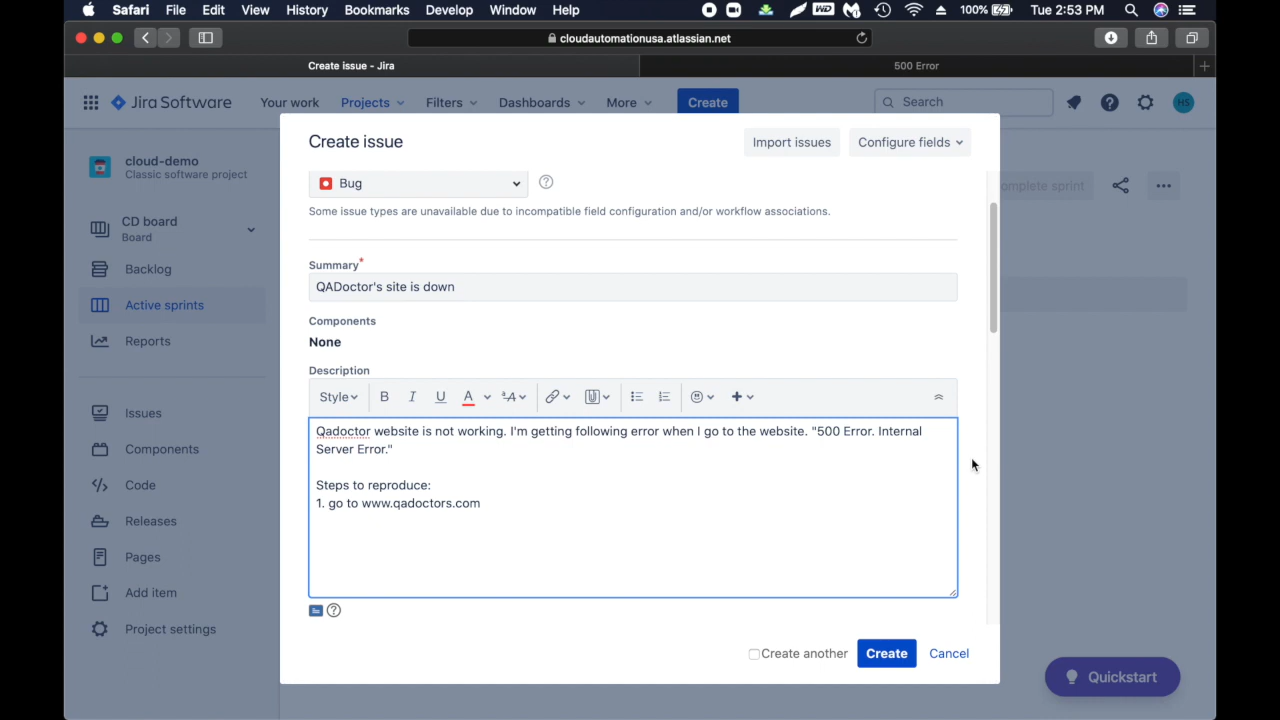 Safari File Edit View History Bookmarks Develop Window Help 100% Tue 2:53 PM
cloudautomationusa.atlassian.net
Create issue - Jira 500 Error
Jira Software Your work Projects Filters Dashboards More Create Search HS
Create issue Import issues Configure fields
cloud-demo
Classic software project
CD board
Board
Backlog
Active sprints
Reports
Issues
Components
Code
Releases
Pages
Add item
Project settings
omplete sprint
Bug
Some issue types are unavailable due to incompatible field configuration and/or workflow associations.
Summary*
QADoctor's site is down
Components
None
Description
Style B I U A
Qadoctor website is not working. I'm getting following error when I go to the website. "500 Error. Internal
Server Error."
Steps to reproduce:
1. go to www.qadoctors.com
Create another Create Cancel
Quickstart